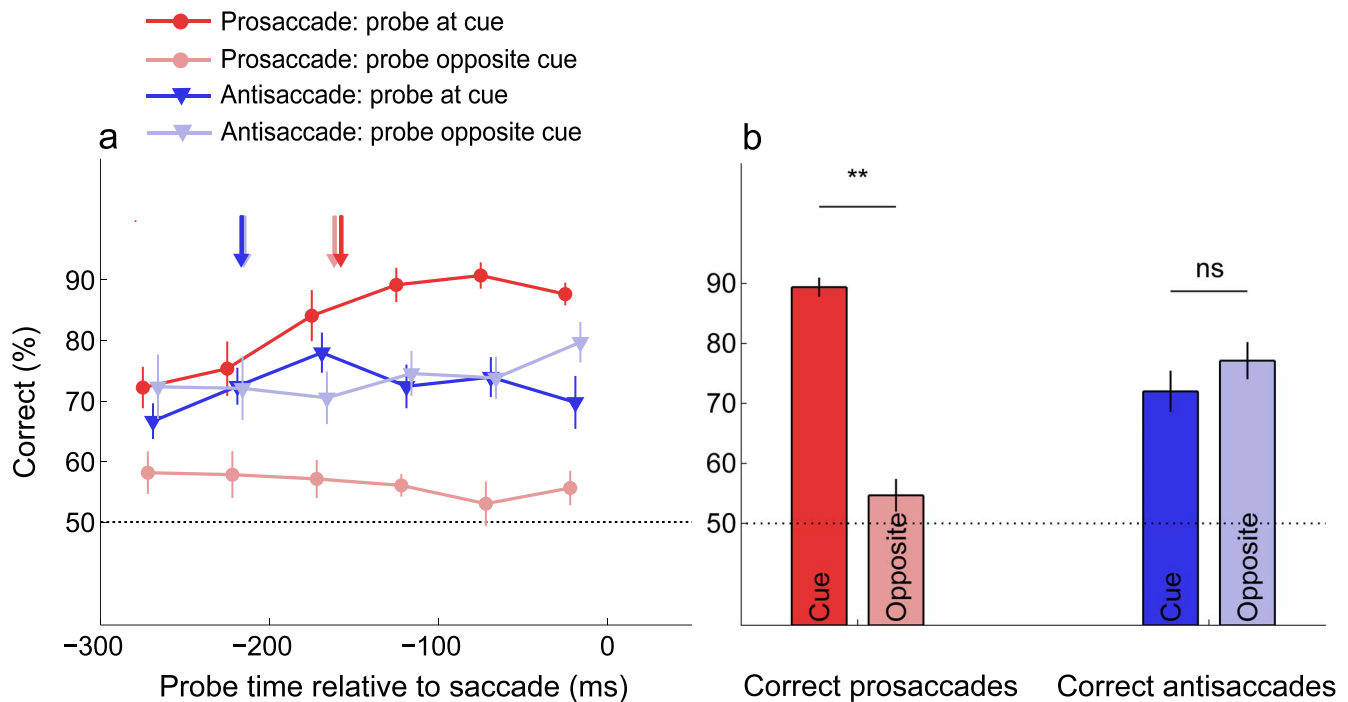 Prosaccade: probe at cue
Prosaccade: probe opposite cue
Antisaccade: probe at cue
Antisaccade: probe opposite cue
a
90
80
70
60
50
Correct (%)
−300
−200
−100
0
Probe time relative to saccade (ms)
b
**
ns
90
80
70
60
50
Cue
Opposite
Cue
Opposite
Correct prosaccades
Correct antisaccades